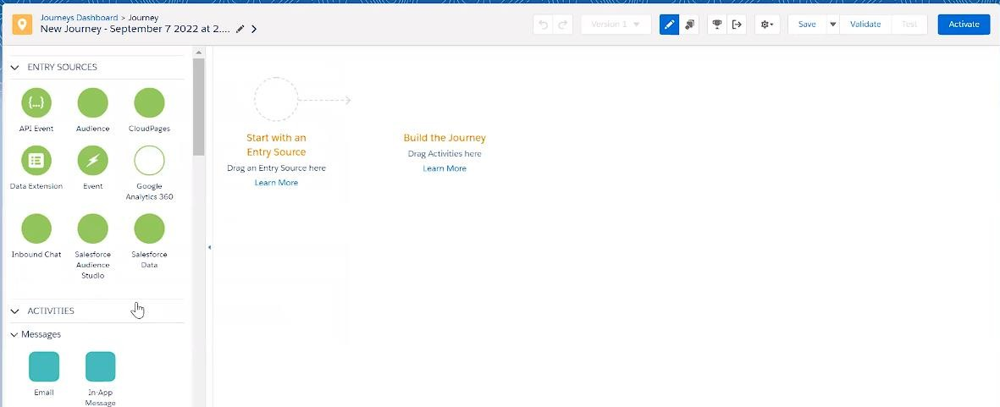 Journeys Dashboard > Journey
New Journey - September 7 2022 at 2....
Version 1
Save
Validate
Test
Activate
ENTRY SOURCES
{...}
API Event
Audience
CloudPages
Data Extension
Event
Google
Analytics 360
Inbound Chat
Salesforce
Audience
Studio
Salesforce
Data
ACTIVITIES
Messages
Email
In-App
Message
Start with an
Entry Source
Drag an Entry Source here
Learn More
Build the Journey
Drag Activities here
Learn More